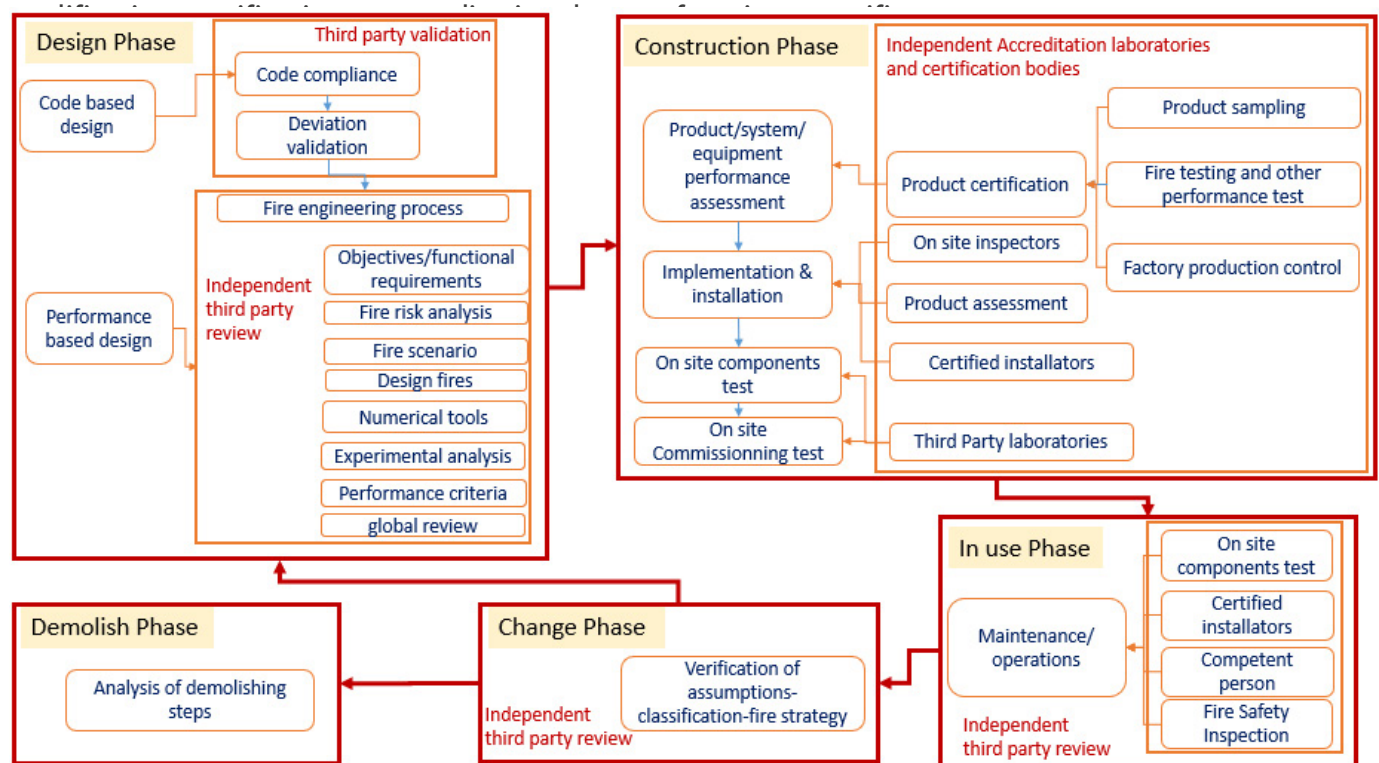 Design Phase
Third party validation
Code compliance
Code based
design
Deviation
validation
Fire engineering process
Objectives/functional
requirements
Independent
third party
review
Fire risk analysis
Performance
based design
Fire scenario
Design fires
Numerical tools
Experimental analysis
Performance criteria
global review
Construction Phase
Independent Accreditation laboratories
and certification bodies
Product/system/
equipment
performance
assessment
Product certification
Product sampling
Fire testing and other
performance test
Factory production control
On site inspectors
Implementation &
installation
Product assessment
Certified installators
On site components
test
On site
Commissionning test
Third Party laboratories
In use Phase
On site
components test
Certified
installators
Maintenance/
operations
Competent
person
Fire Safety
Inspection
Independent
third party review
Change Phase
Verification of
assumptions-
classification-fire strategy
Independent
third party review
Demolish Phase
Analysis of demolishing
steps